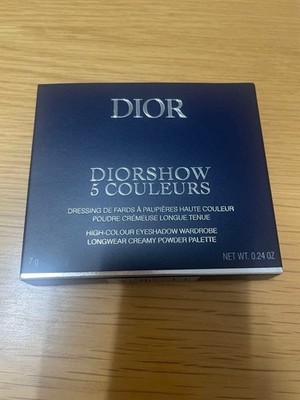 DIOR
DIORSHOW
5 COULEURS
DRESSING DE FARDS À PAUPIÈRES HAUTE COULEUR
POUDRE CRÉMEUSE LONGUE TENUE
HIGH-COLOUR EYESHADOW WARDROBE
LONGWEAR CREAMY POWDER PALETTE
7 g NET WT. 0.24 OZ